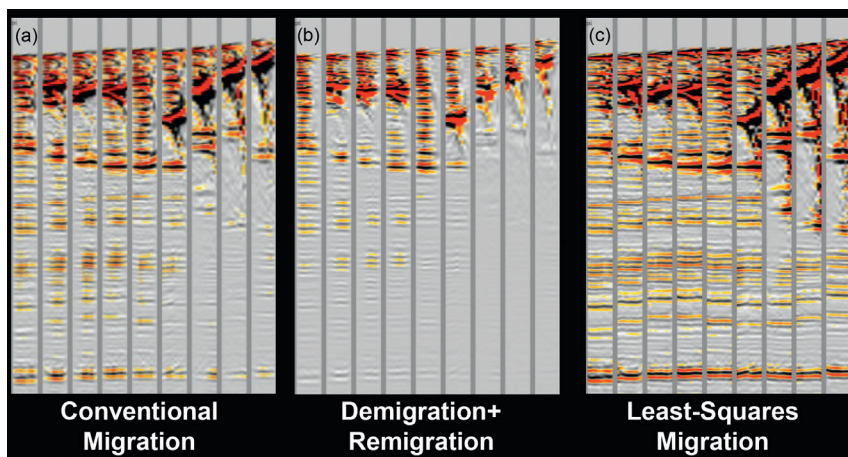 (a)
(b)
(c)
Conventional
Migration
Demigration+
Remigration
Least-Squares
Migration